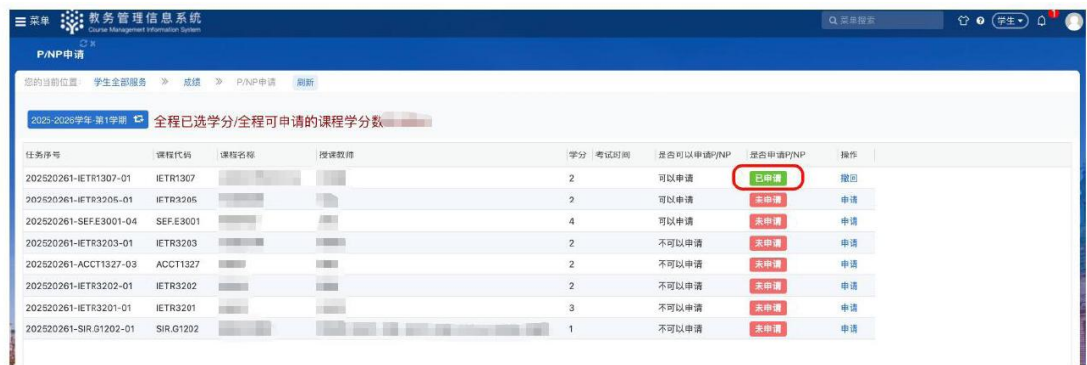 菜单 教务管理信息系统 菜单搜索 学生 1
Course Management Information System
P/NP申请
您的当前位置: 学生全部服务 » 成绩 » P/NP申请 刷新
2025-2026学年-第1学期 全程已选学分/全程可申请的课程学分数
任务序号 课程代码 课程名称 授课教师 学分 考试时间 是否可以申请P/NP 是否申请P/NP 操作
202520261-IETR1307-01 IETR1307 2 可以申请 已申请 撤回
202520261-IETR3205-01 IETR3205 2 可以申请 未申请 申请
202520261-SEF.E3001-04 SEF.E3001 4 可以申请 未申请 申请
202520261-IETR3203-01 IETR3203 2 不可以申请 未申请 申请
202520261-ACCT1327-03 ACCT1327 2 不可以申请 未申请 申请
202520261-IETR3202-01 IETR3202 2 不可以申请 未申请 申请
202520261-IETR3201-01 IETR3201 3 不可以申请 未申请 申请
202520261-SIR.G1202-01 SIR.G1202 1 不可以申请 未申请 申请